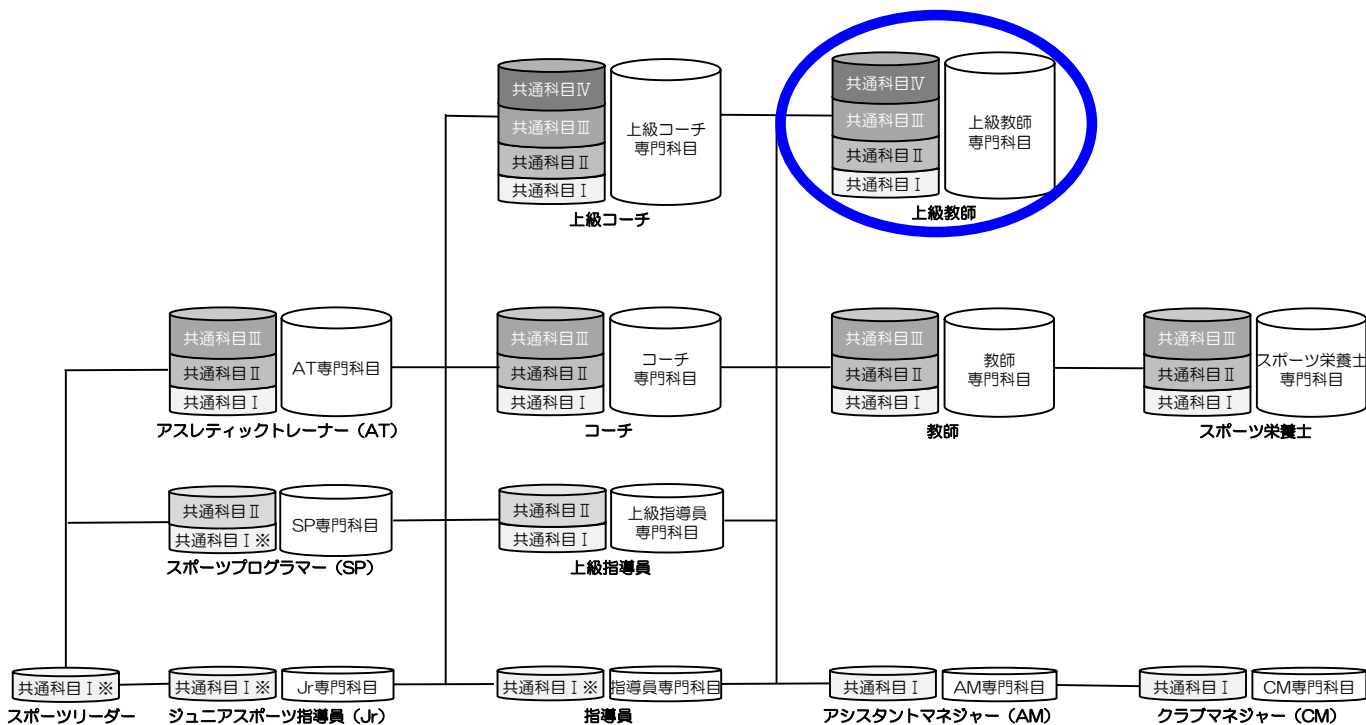 共通科目Ⅳ
共通科目Ⅲ
共通科目Ⅱ
共通科目Ⅰ
上級コーチ
専門科目
上級コーチ
共通科目Ⅳ
共通科目Ⅲ
共通科目Ⅱ
共通科目Ⅰ
上級教師
専門科目
上級教師
共通科目Ⅲ
共通科目Ⅱ
共通科目Ⅰ
AT専門科目
アスレティックトレーナー（AT）
共通科目Ⅲ
共通科目Ⅱ
共通科目Ⅰ
コーチ
専門科目
コーチ
共通科目Ⅲ
共通科目Ⅱ
共通科目Ⅰ
教師
専門科目
教師
共通科目Ⅲ
共通科目Ⅱ
共通科目Ⅰ
スポーツ栄養士
専門科目
スポーツ栄養士
共通科目Ⅱ
共通科目Ⅰ※
SP専門科目
スポーツプログラマー（SP）
共通科目Ⅱ
共通科目Ⅰ
上級指導員
専門科目
上級指導員
共通科目Ⅰ※
スポーツリーダー
共通科目Ⅰ※
Jr専門科目
ジュニアスポーツ指導員（Jr）
共通科目Ⅰ※
指導員専門科目
指導員
共通科目Ⅰ
AM専門科目
アシスタントマネジャー（AM）
共通科目Ⅰ
CM専門科目
クラブマネジャー（CM）